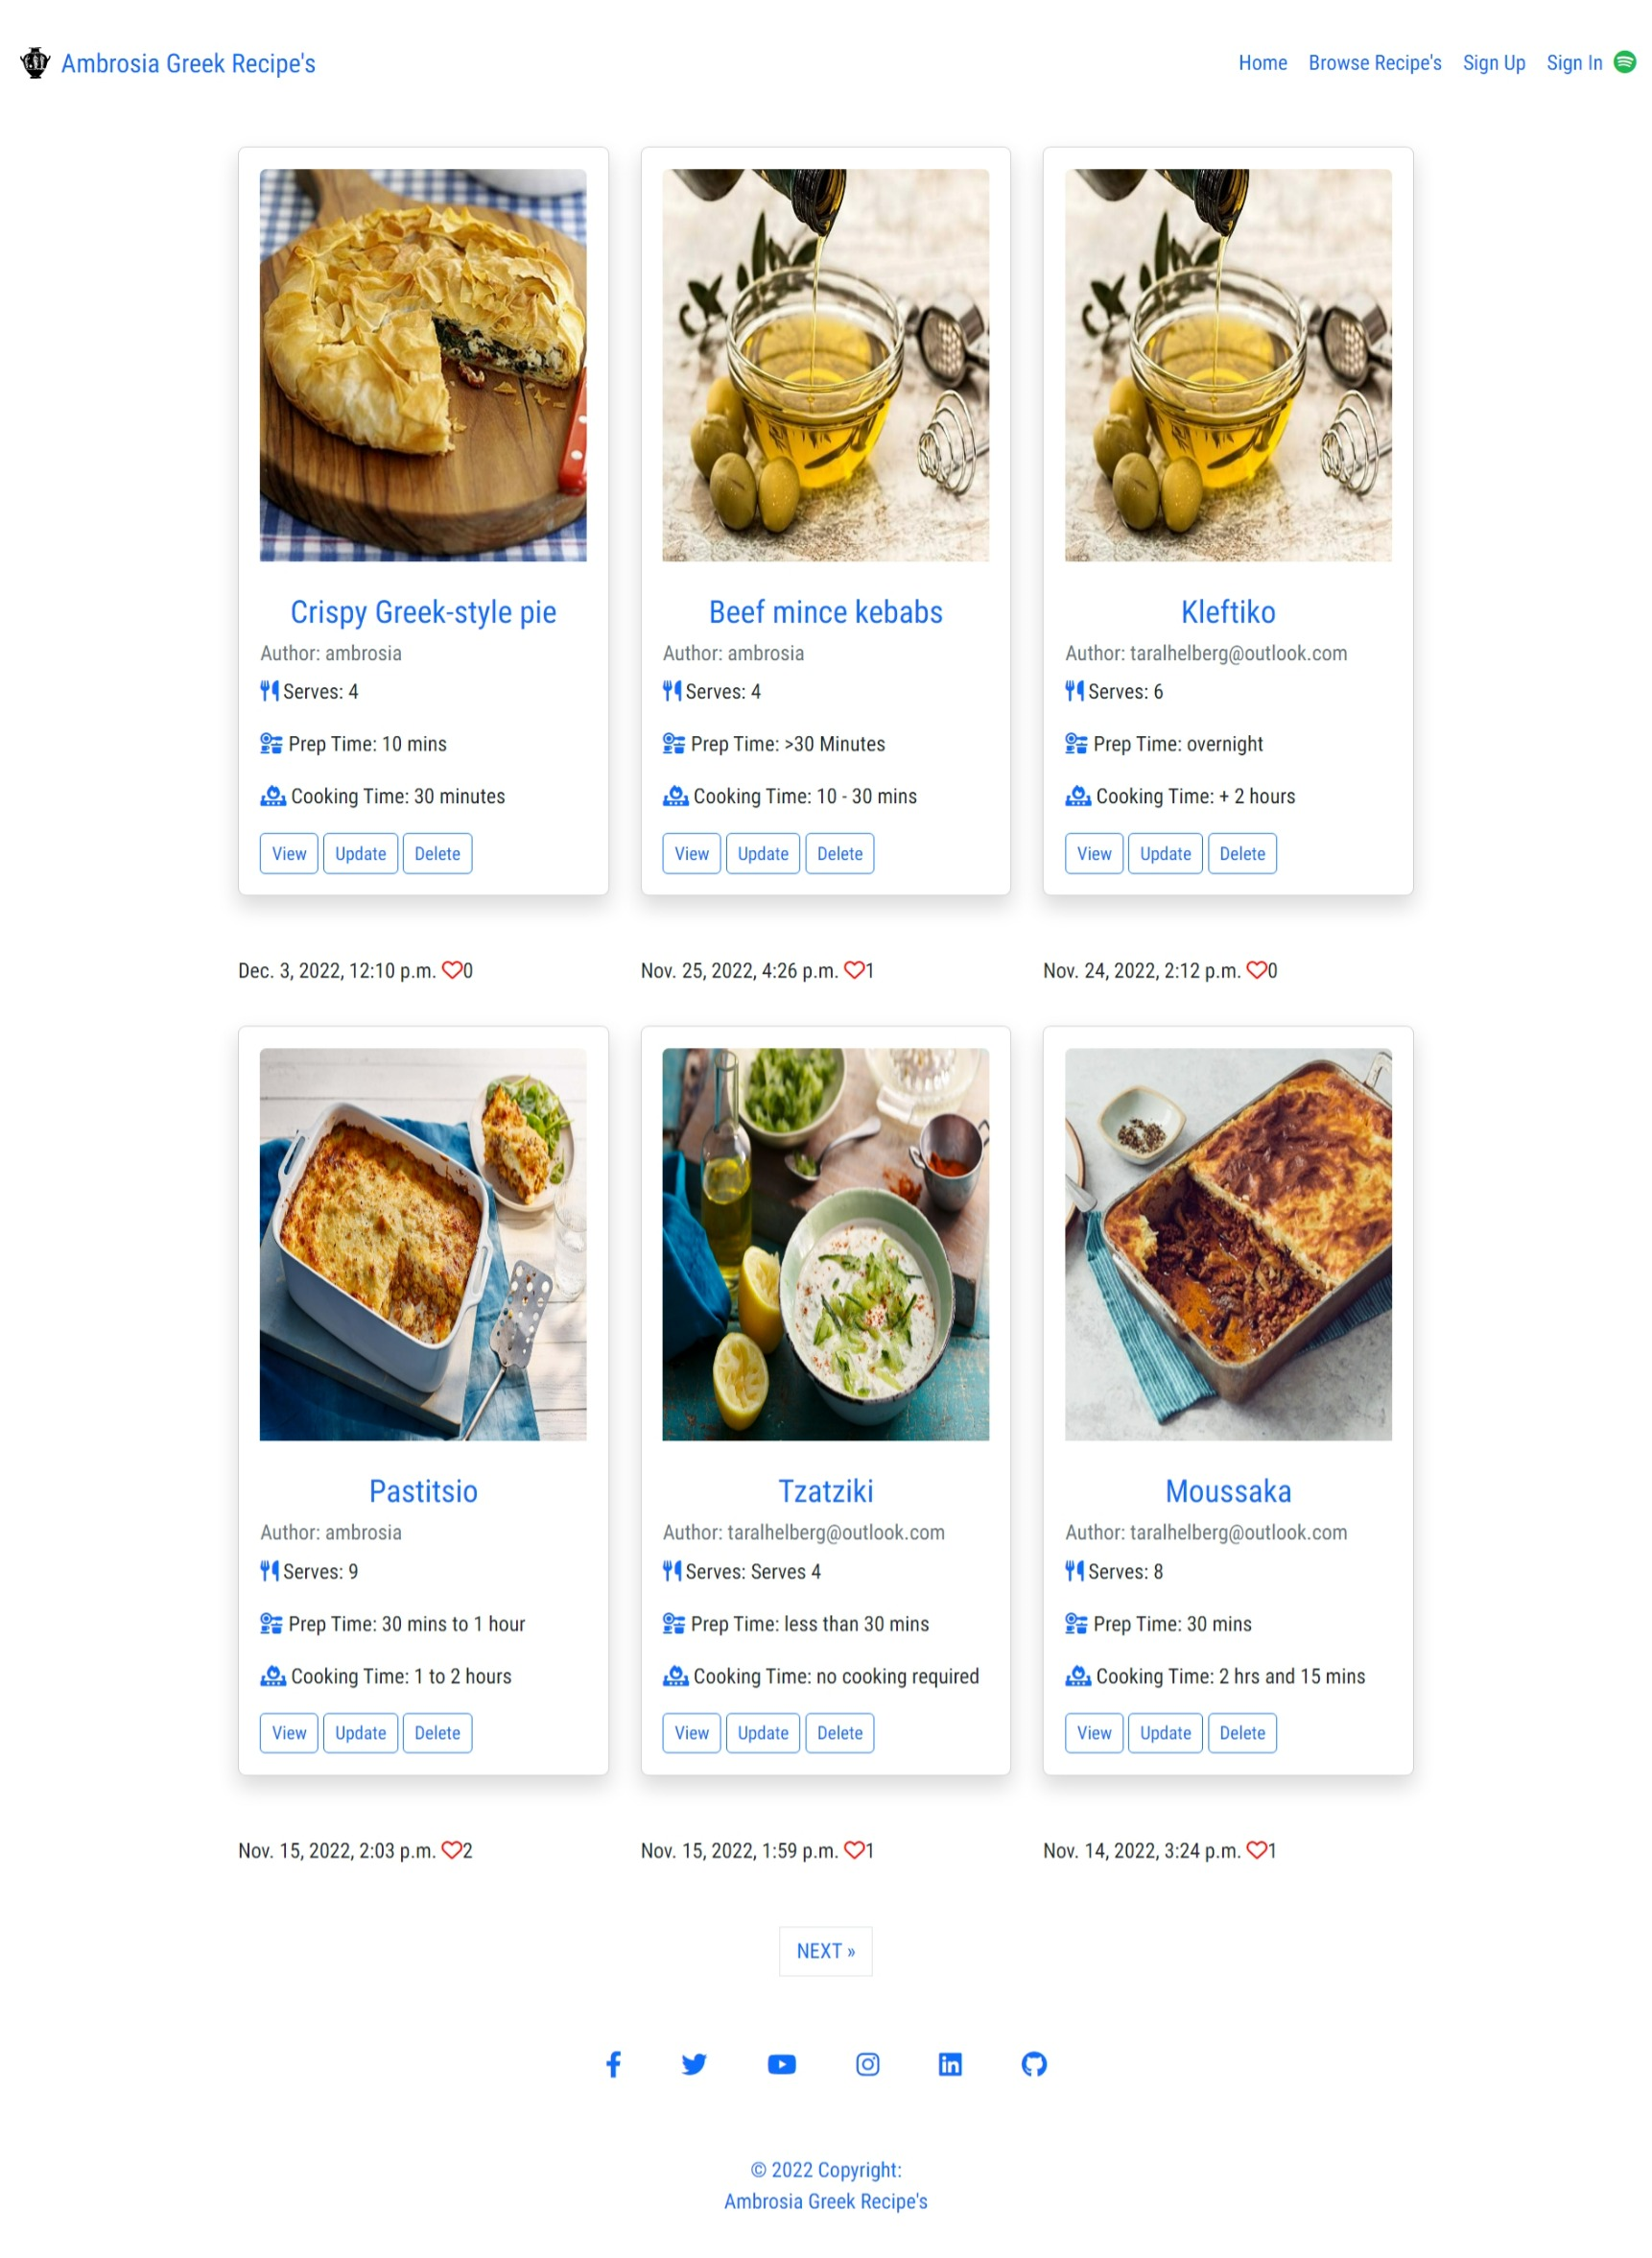 Ambrosia Greek Recipe's
Home Browse Recipe's Sign Up Sign In
Crispy Greek-style pie
Author: ambrosia
Serves: 4
Prep Time: 10 mins
Cooking Time: 30 minutes
View Update Delete
Dec. 3, 2022, 12:10 p.m. 0
Beef mince kebabs
Author: ambrosia
Serves: 4
Prep Time: >30 Minutes
Cooking Time: 10 - 30 mins
View Update Delete
Nov. 25, 2022, 4:26 p.m. 1
Kleftiko
Author: taralhelberg@outlook.com
Serves: 6
Prep Time: overnight
Cooking Time: + 2 hours
View Update Delete
Nov. 24, 2022, 2:12 p.m. 0
Pastitsio
Author: ambrosia
Serves: 9
Prep Time: 30 mins to 1 hour
Cooking Time: 1 to 2 hours
View Update Delete
Nov. 15, 2022, 2:03 p.m. 2
Tzatziki
Author: taralhelberg@outlook.com
Serves: Serves 4
Prep Time: less than 30 mins
Cooking Time: no cooking required
View Update Delete
Nov. 15, 2022, 1:59 p.m. 1
Moussaka
Author: taralhelberg@outlook.com
Serves: 8
Prep Time: 30 mins
Cooking Time: 2 hrs and 15 mins
View Update Delete
Nov. 14, 2022, 3:24 p.m. 1
NEXT »
© 2022 Copyright:
Ambrosia Greek Recipe's